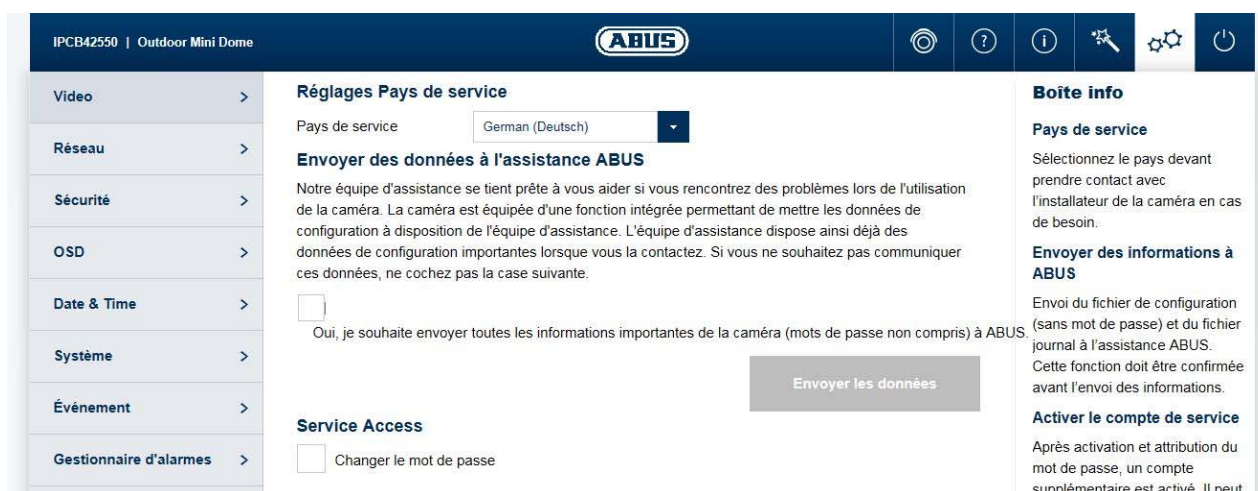 IPCB42550 | Outdoor Mini Dome
ABUS
Video
Réseau
Sécurité
OSD
Date & Time
Système
Événement
Gestionnaire d'alarmes
Réglages Pays de service
Pays de service
German (Deutsch)
Envoyer des données à l'assistance ABUS
Notre équipe d'assistance se tient prête à vous aider si vous rencontrez des problèmes lors de l'utilisation
de la caméra. La caméra est équipée d'une fonction intégrée permettant de mettre les données de
configuration à disposition de l'équipe d'assistance. L'équipe d'assistance dispose ainsi déjà des
données de configuration importantes lorsque vous la contactez. Si vous ne souhaitez pas communiquer
ces données, ne cochez pas la case suivante.
Oui, je souhaite envoyer toutes les informations importantes de la caméra (mots de passe non compris) à ABUS.
Envoyer les données
Service Access
Changer le mot de passe
Boîte info
Pays de service
Sélectionnez le pays devant
prendre contact avec
l'installateur de la caméra en cas
de besoin.
Envoyer des informations à
ABUS
Envoi du fichier de configuration
(sans mot de passe) et du fichier
journal à l'assistance ABUS.
Cette fonction doit être confirmée
avant l'envoi des informations.
Activer le compte de service
Après activation et attribution du
mot de passe, un compte
supplémentaire est activé. Il peut